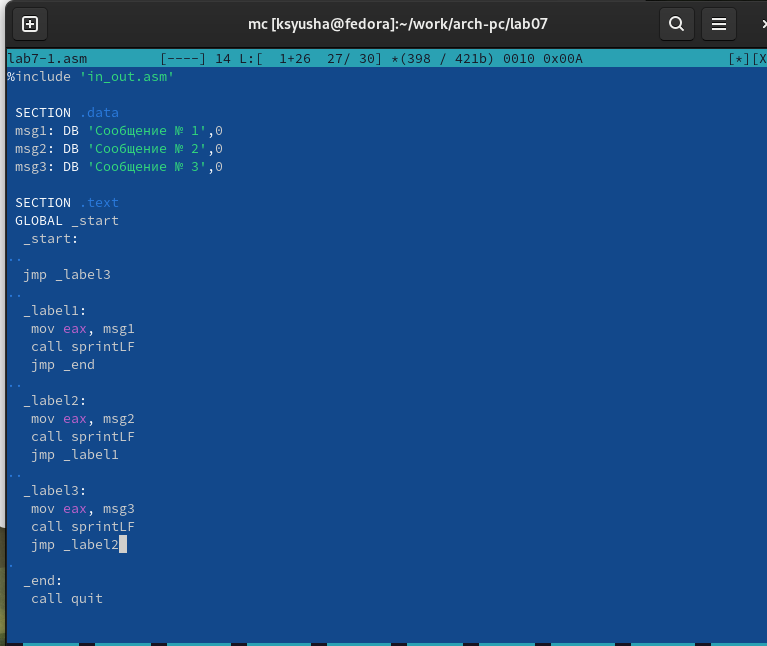 mc [ksyusha@fedora]:~/work/arch-pc/lab07
lab7-1.asm [----] 14 L:[ 1+26 27/ 30] *(398 / 421b) 0010 0x00A [*][X
%include 'in_out.asm'
SECTION .data
msg1: DB 'Сообщение № 1',0
msg2: DB 'Сообщение № 2',0
msg3: DB 'Сообщение № 3',0
SECTION .text
GLOBAL _start
_start:
..
jmp _label3
..
_label1:
mov eax, msg1
call sprintLF
jmp _end
..
_label2:
mov eax, msg2
call sprintLF
jmp _label1
..
_label3:
mov eax, msg3
call sprintLF
jmp _label2
.
_end:
call quit